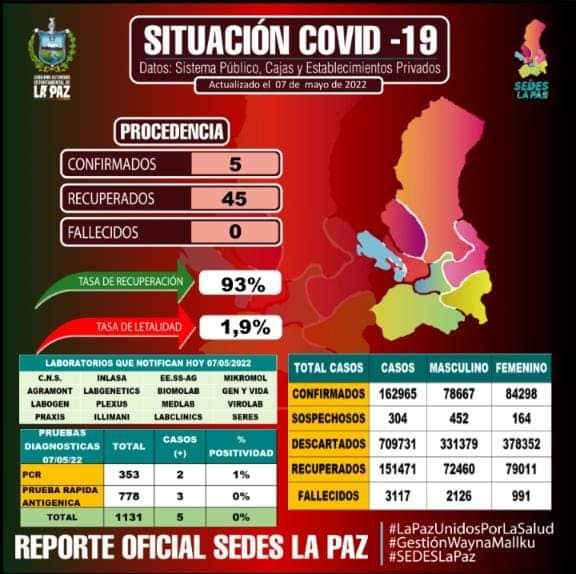 GOBIERNO AUTÓNOMO
DEPARTAMENTAL DE
LA PAZ
SITUACIÓN COVID -19
Datos: Sistema Público, Cajas y Establecimientos Privados
Actualizado el 07 de mayo de 2022
SEDES
LA PAZ
PROCEDENCIA
CONFIRMADOS 5
RECUPERADOS 45
FALLECIDOS 0
TASA DE RECUPERACIÓN 93%
TASA DE LETALIDAD 1,9%
LABORATORIOS QUE NOTIFICAN HOY 07/05/2022
C.N.S. INLASA EE.SS-AG MIKROMOL
AGRAMONT LABGENETICS BIOMOLAB GEN Y VIDA
LABOGEN PLEXUS MEDLAB VIROLAB
PRAXIS ILLIMANI LABCLINICS SERES
PRUEBAS
DIAGNOSTICAS
07/05/22 TOTAL CASOS
(+) %
POSITIVIDAD
PCR 353 2 1%
PRUEBA RAPIDA
ANTIGENICA 778 3 0%
TOTAL 1131 5 0%
TOTAL CASOS CASOS MASCULINO FEMENINO
CONFIRMADOS 162965 78667 84298
SOSPECHOSOS 304 452 164
DESCARTADOS 709731 331379 378352
RECUPERADOS 151471 72460 79011
FALLECIDOS 3117 2126 991
REPORTE OFICIAL SEDES LA PAZ
#LaPazUnidosPorLaSalud
#GestiónWaynaMallku
#SEDESLaPaz